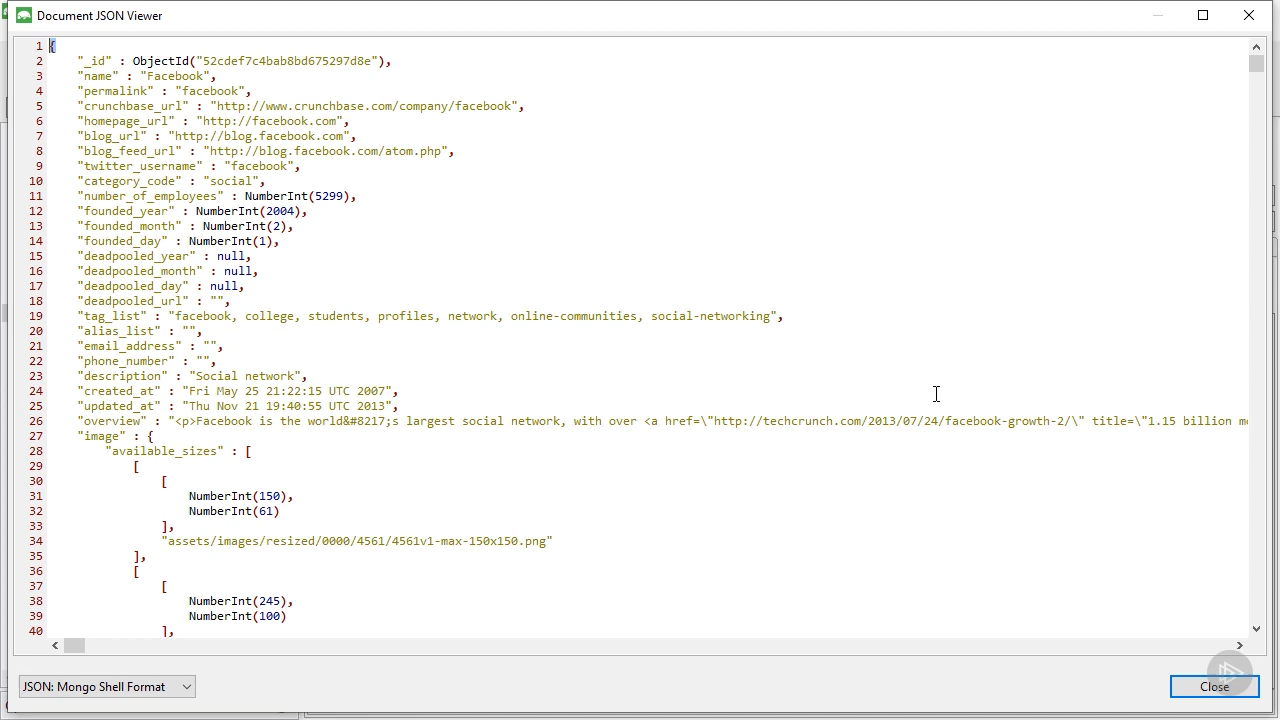 Document JSON Viewer
1 {
2 "_id" : ObjectId("52cdef7c4bab8bd675297d8e"),
3 "name" : "Facebook",
4 "permalink" : "facebook",
5 "crunchbase_url" : "http://www.crunchbase.com/company/facebook",
6 "homepage_url" : "http://facebook.com",
7 "blog_url" : "http://blog.facebook.com",
8 "blog_feed_url" : "http://blog.facebook.com/atom.php",
9 "twitter_username" : "facebook",
10 "category_code" : "social",
11 "number_of_employees" : NumberInt(5299),
12 "founded_year" : NumberInt(2004),
13 "founded_month" : NumberInt(2),
14 "founded_day" : NumberInt(1),
15 "deadpooled_year" : null,
16 "deadpooled_month" : null,
17 "deadpooled_day" : null,
18 "deadpooled_url" : "",
19 "tag_list" : "facebook, college, students, profiles, network, online-communities, social-networking",
20 "alias_list" : "",
21 "email_address" : "",
22 "phone_number" : "",
23 "description" : "Social network",
24 "created_at" : "Fri May 25 21:22:15 UTC 2007",
25 "updated_at" : "Thu Nov 21 19:40:55 UTC 2013",
26 "overview" : "<p>Facebook is the world&#8217;s largest social network, with over <a href=\"http://techcrunch.com/2013/07/24/facebook-growth-2/\" title=\"1.15 billion
27 "image" : {
28 "available_sizes" : [
29 [
30 [
31 NumberInt(150),
32 NumberInt(61)
33 ],
34 "assets/images/resized/0000/4561/4561v1-max-150x150.png"
35 ],
36 [
37 [
38 NumberInt(245),
39 NumberInt(100)
40 ],
JSON: Mongo Shell Format
Close